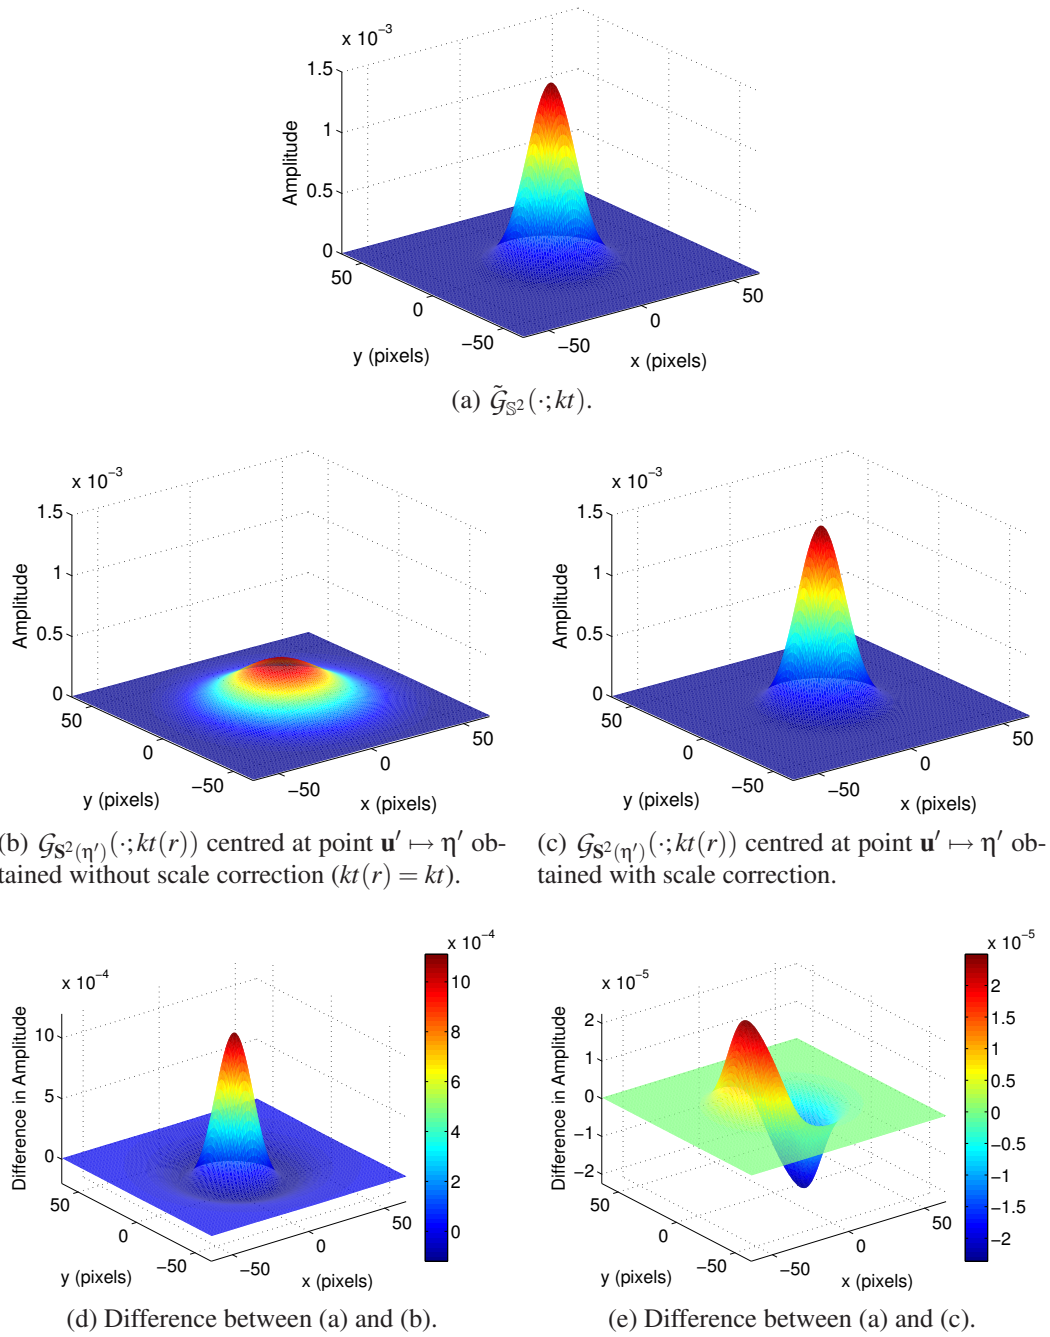 x 10⁻³
1.5
1
0.5
0
Amplitude
50
0
−50
y (pixels)
−50
0
50
x (pixels)
(a) 𝒢̃_𝕊²(·;kt).
x 10⁻³
1.5
1
0.5
0
Amplitude
50
0
−50
y (pixels)
−50
0
50
x (pixels)
x 10⁻³
1.5
1
0.5
0
Amplitude
50
0
−50
y (pixels)
−50
0
50
x (pixels)
(b) 𝒢_𝐒²(η′)(·;kt(r)) centred at point 𝐮′ ↦ η′ ob-
tained without scale correction (kt(r) = kt).
(c) 𝒢_𝐒²(η′)(·;kt(r)) centred at point 𝐮′ ↦ η′ ob-
tained with scale correction.
x 10⁻⁴
10
5
0
Difference in Amplitude
50
0
−50
y (pixels)
−50
0
50
x (pixels)
x 10⁻⁴
10
8
6
4
2
0
x 10⁻⁵
2
1
0
−1
−2
Difference in Amplitude
50
0
−50
y (pixels)
−50
0
50
x (pixels)
x 10⁻⁵
2
1.5
1
0.5
0
−0.5
−1
−1.5
−2
(d) Difference between (a) and (b).
(e) Difference between (a) and (c).